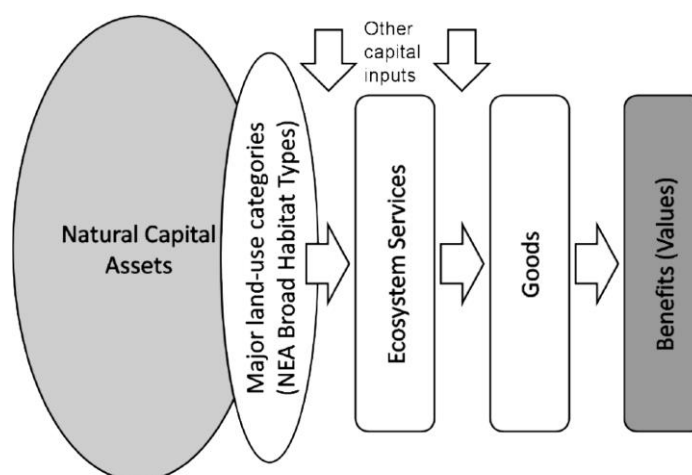 Other
capital
inputs
Natural Capital
Assets
Major land-use categories
(NEA Broad Habitat Types)
Ecosystem Services
Goods
Benefits (Values)